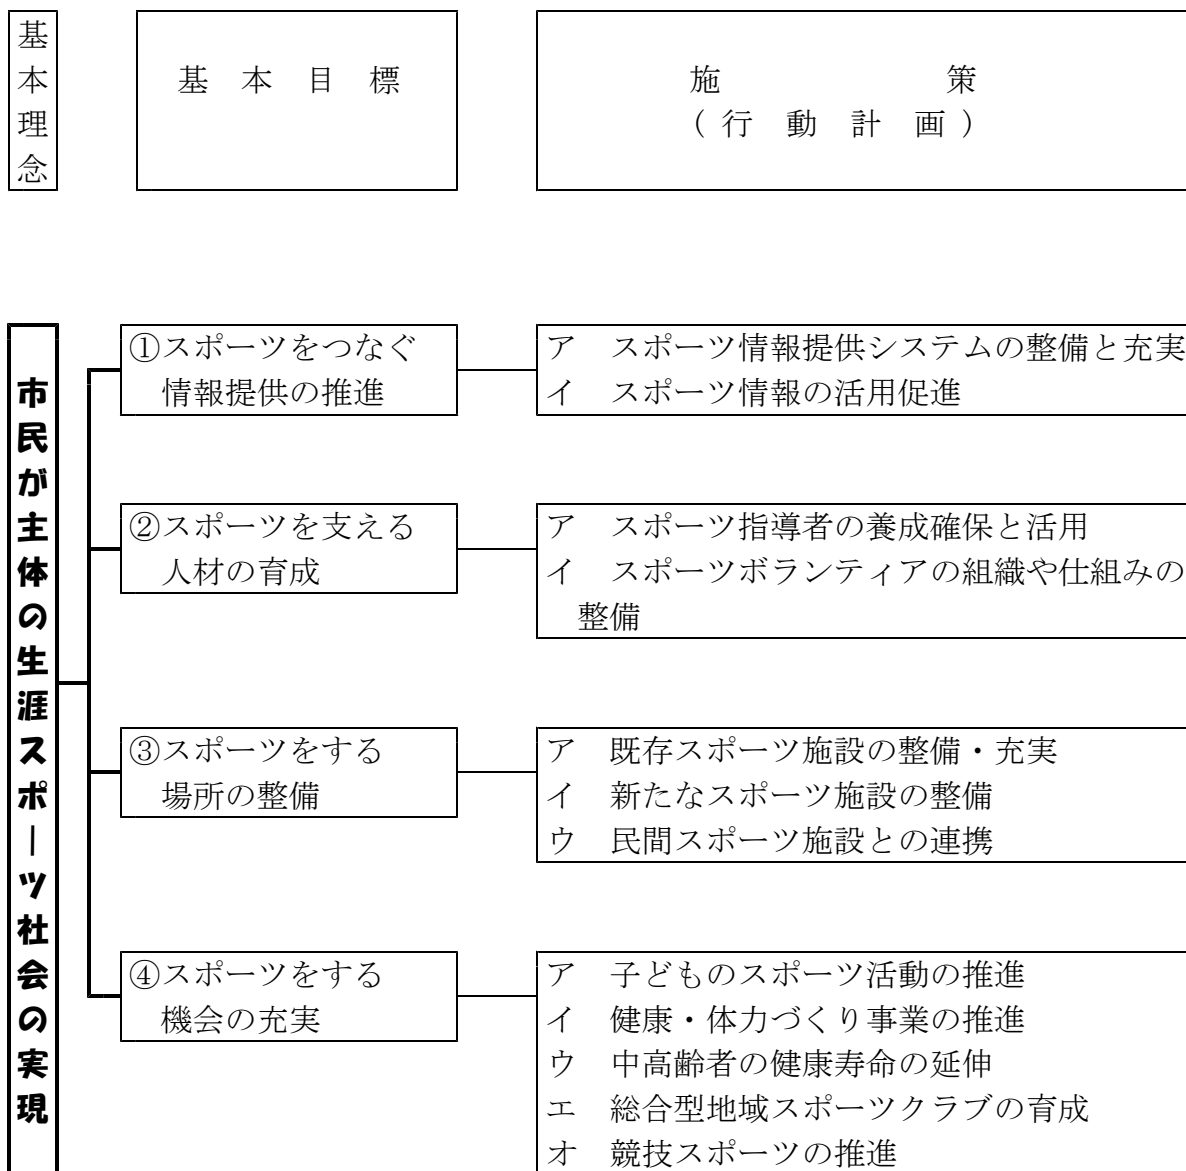 基本理念
基本目標
施策
(行動計画)
市民が主体の生涯スポーツ社会の実現
①スポーツをつなぐ
情報提供の推進
ア　スポーツ情報提供システムの整備と充実
イ　スポーツ情報の活用促進
②スポーツを支える
人材の育成
ア　スポーツ指導者の養成確保と活用
イ　スポーツボランティアの組織や仕組みの
整備
③スポーツをする
場所の整備
ア　既存スポーツ施設の整備・充実
イ　新たなスポーツ施設の整備
ウ　民間スポーツ施設との連携
④スポーツをする
機会の充実
ア　子どものスポーツ活動の推進
イ　健康・体力づくり事業の推進
ウ　中高齢者の健康寿命の延伸
エ　総合型地域スポーツクラブの育成
オ　競技スポーツの推進